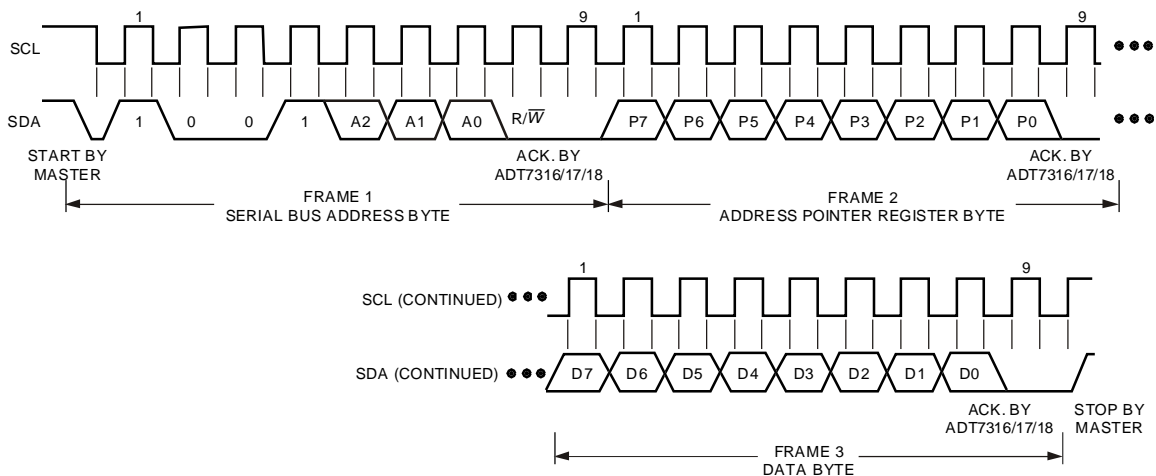 1 9 1 9
SCL
SDA 1 0 0 1 A2 A1 A0 R/W̅ P7 P6 P5 P4 P3 P2 P1 P0
START BY
MASTER
ACK. BY
ADT7316/17/18
ACK. BY
ADT7316/17/18
FRAME 1
SERIAL BUS ADDRESS BYTE
FRAME 2
ADDRESS POINTER REGISTER BYTE
1 9
SCL (CONTINUED)
SDA (CONTINUED) D7 D6 D5 D4 D3 D2 D1 D0
ACK. BY
ADT7316/17/18
STOP BY
MASTER
FRAME 3
DATA BYTE